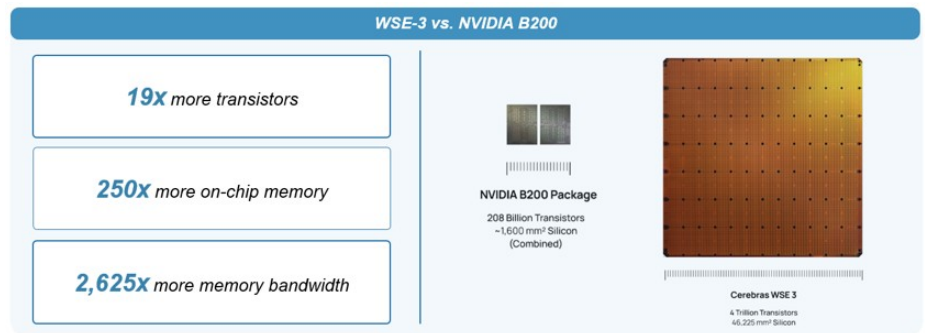 WSE-3 vs. NVIDIA B200
19x more transistors
250x more on-chip memory
2,625x more memory bandwidth
NVIDIA B200 Package
208 Billion Transistors
~1,600 mm² Silicon
(Combined)
Cerebras WSE 3
4 Trillion Transistors
46,225 mm² Silicon